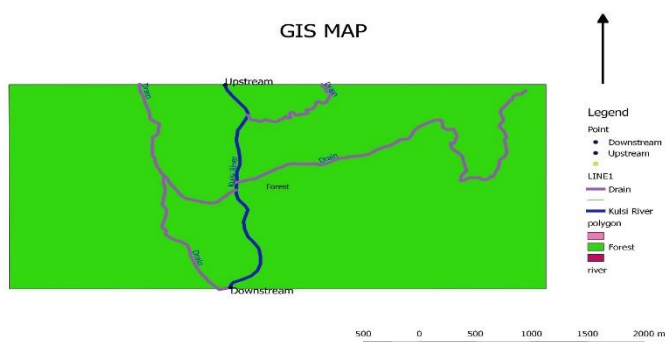 GIS MAP
Upstream
Drain
Drain
Kulsi River
Drain
Forest
Drain
Downstream
Legend
Point
Downstream
Upstream
LINE1
Drain
Kulsi River
polygon
Forest
river
500 0 500 1000 1500 2000 m